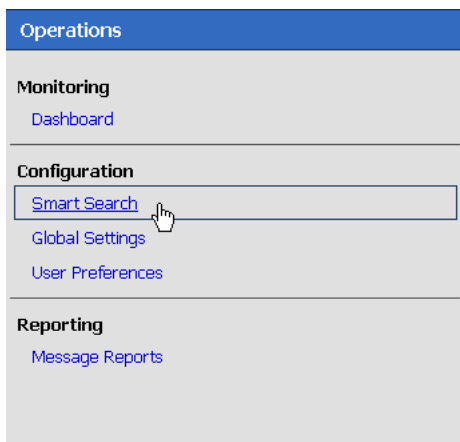 Operations
Monitoring
Dashboard
Configuration
Smart Search
Global Settings
User Preferences
Reporting
Message Reports